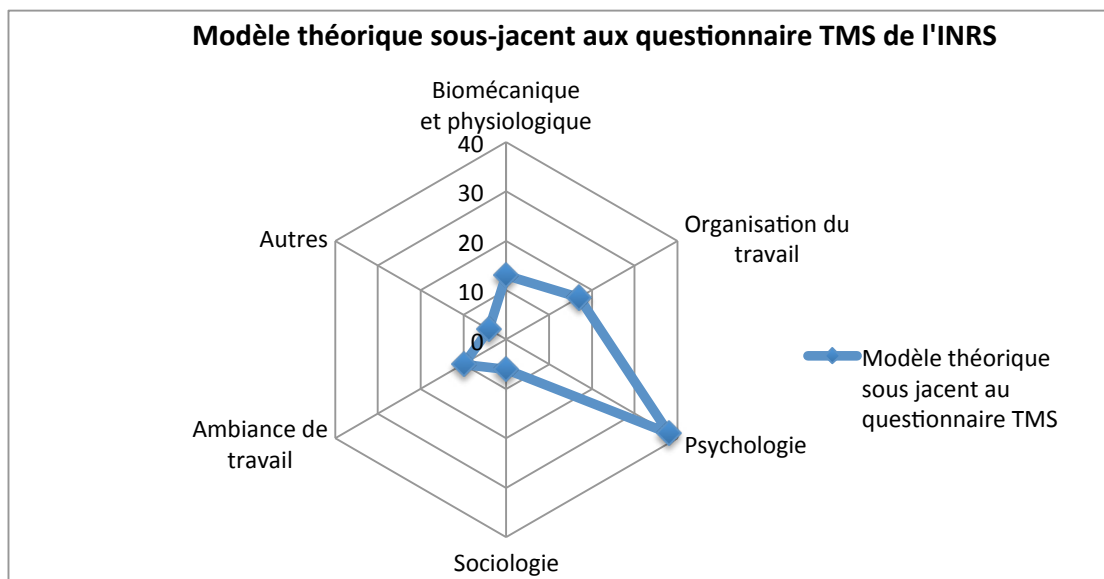 Modèle théorique sous-jacent aux questionnaire TMS de l'INRS
Biomécanique
et physiologique
40
30
20
10
0
Organisation du
travail
Psychologie
Sociologie
Ambiance de
travail
Autres
Modèle théorique
sous jacent au
questionnaire TMS